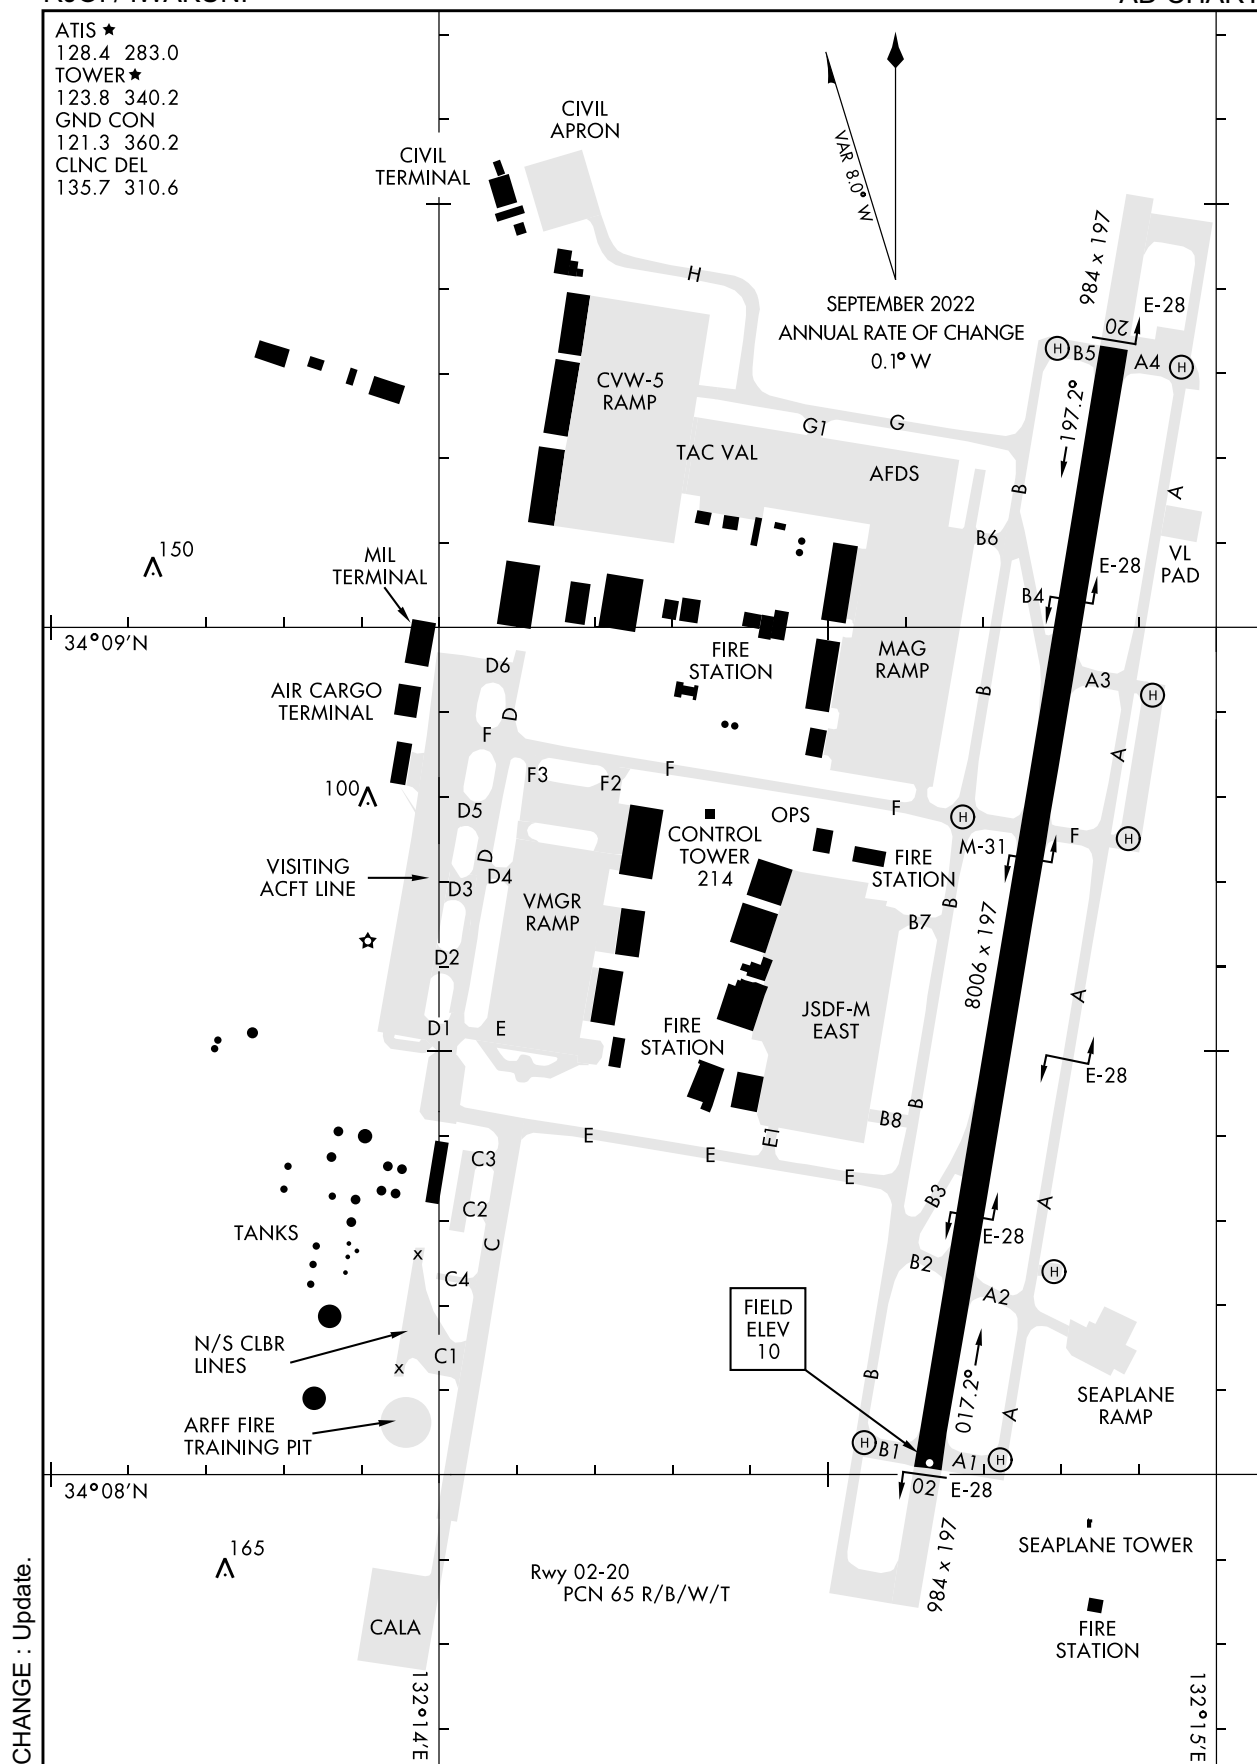 ATIS ★
128.4 283.0
TOWER ★
123.8 340.2
GND CON
121.3 360.2
CLNC DEL
135.7 310.6
CIVIL
APRON
CIVIL
TERMINAL
VAR 8.0° W
H
984 x 197
SEPTEMBER 2022
ANNUAL RATE OF CHANGE
0.1° W
20
E-28
H
B5
A4
H
CVW-5
RAMP
197.2°
G1
G
TAC VAL
AFDS
B
A
B6
150
MIL
TERMINAL
VL
PAD
E-28
B4
34°09'N
FIRE
STATION
MAG
RAMP
D6
A3
H
AIR CARGO
TERMINAL
D
B
F
F3
F2
F
A
100
D5
OPS
F
H
F
H
CONTROL
TOWER
214
M-31
FIRE
STATION
VISITING
ACFT LINE
D
D4
D3
VMGR
RAMP
B
B7
8006 x 197
D2
A
JSDF-M
EAST
D1
E
FIRE
STATION
E-28
B
B8
E
E1
E
E
C3
C2
B3
A
TANKS
C
E-28
x
C4
B2
H
A2
FIELD
ELEV
10
N/S CLBR
LINES
C1
x
B
017.2°
SEAPLANE
RAMP
A
ARFF FIRE
TRAINING PIT
H
B1
A1
H
34°08'N
02
E-28
984 x 197
SEAPLANE TOWER
165
Rwy 02-20
PCN 65 R/B/W/T
CALA
FIRE
STATION
132°14'E
132°15'E
CHANGE : Update.